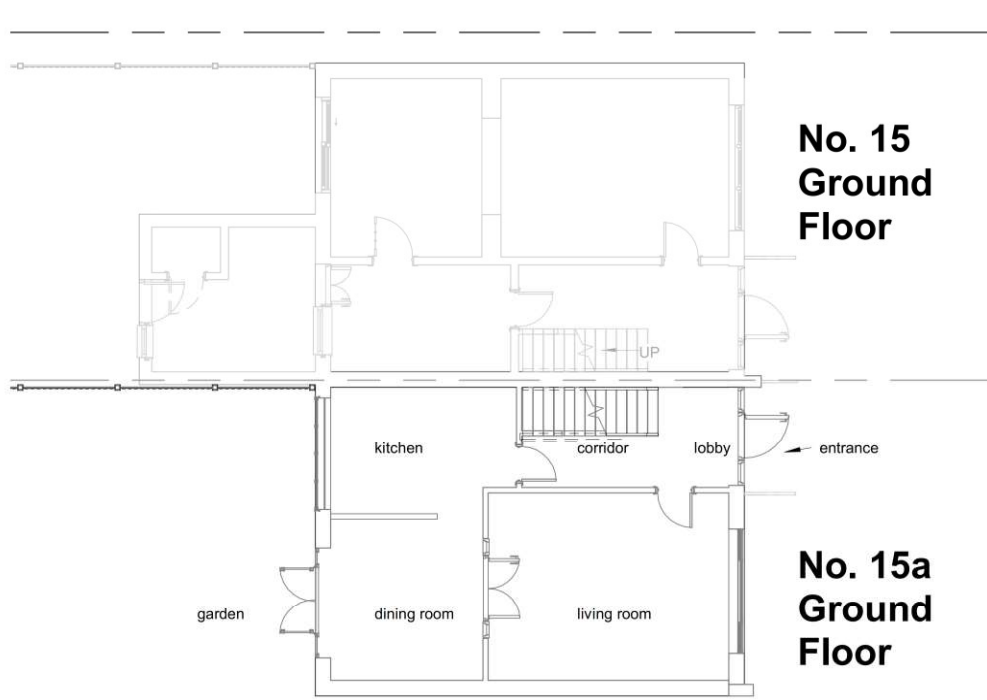 No. 15
Ground
Floor
UP
kitchen
corridor
lobby
entrance
garden
dining room
living room
No. 15a
Ground
Floor